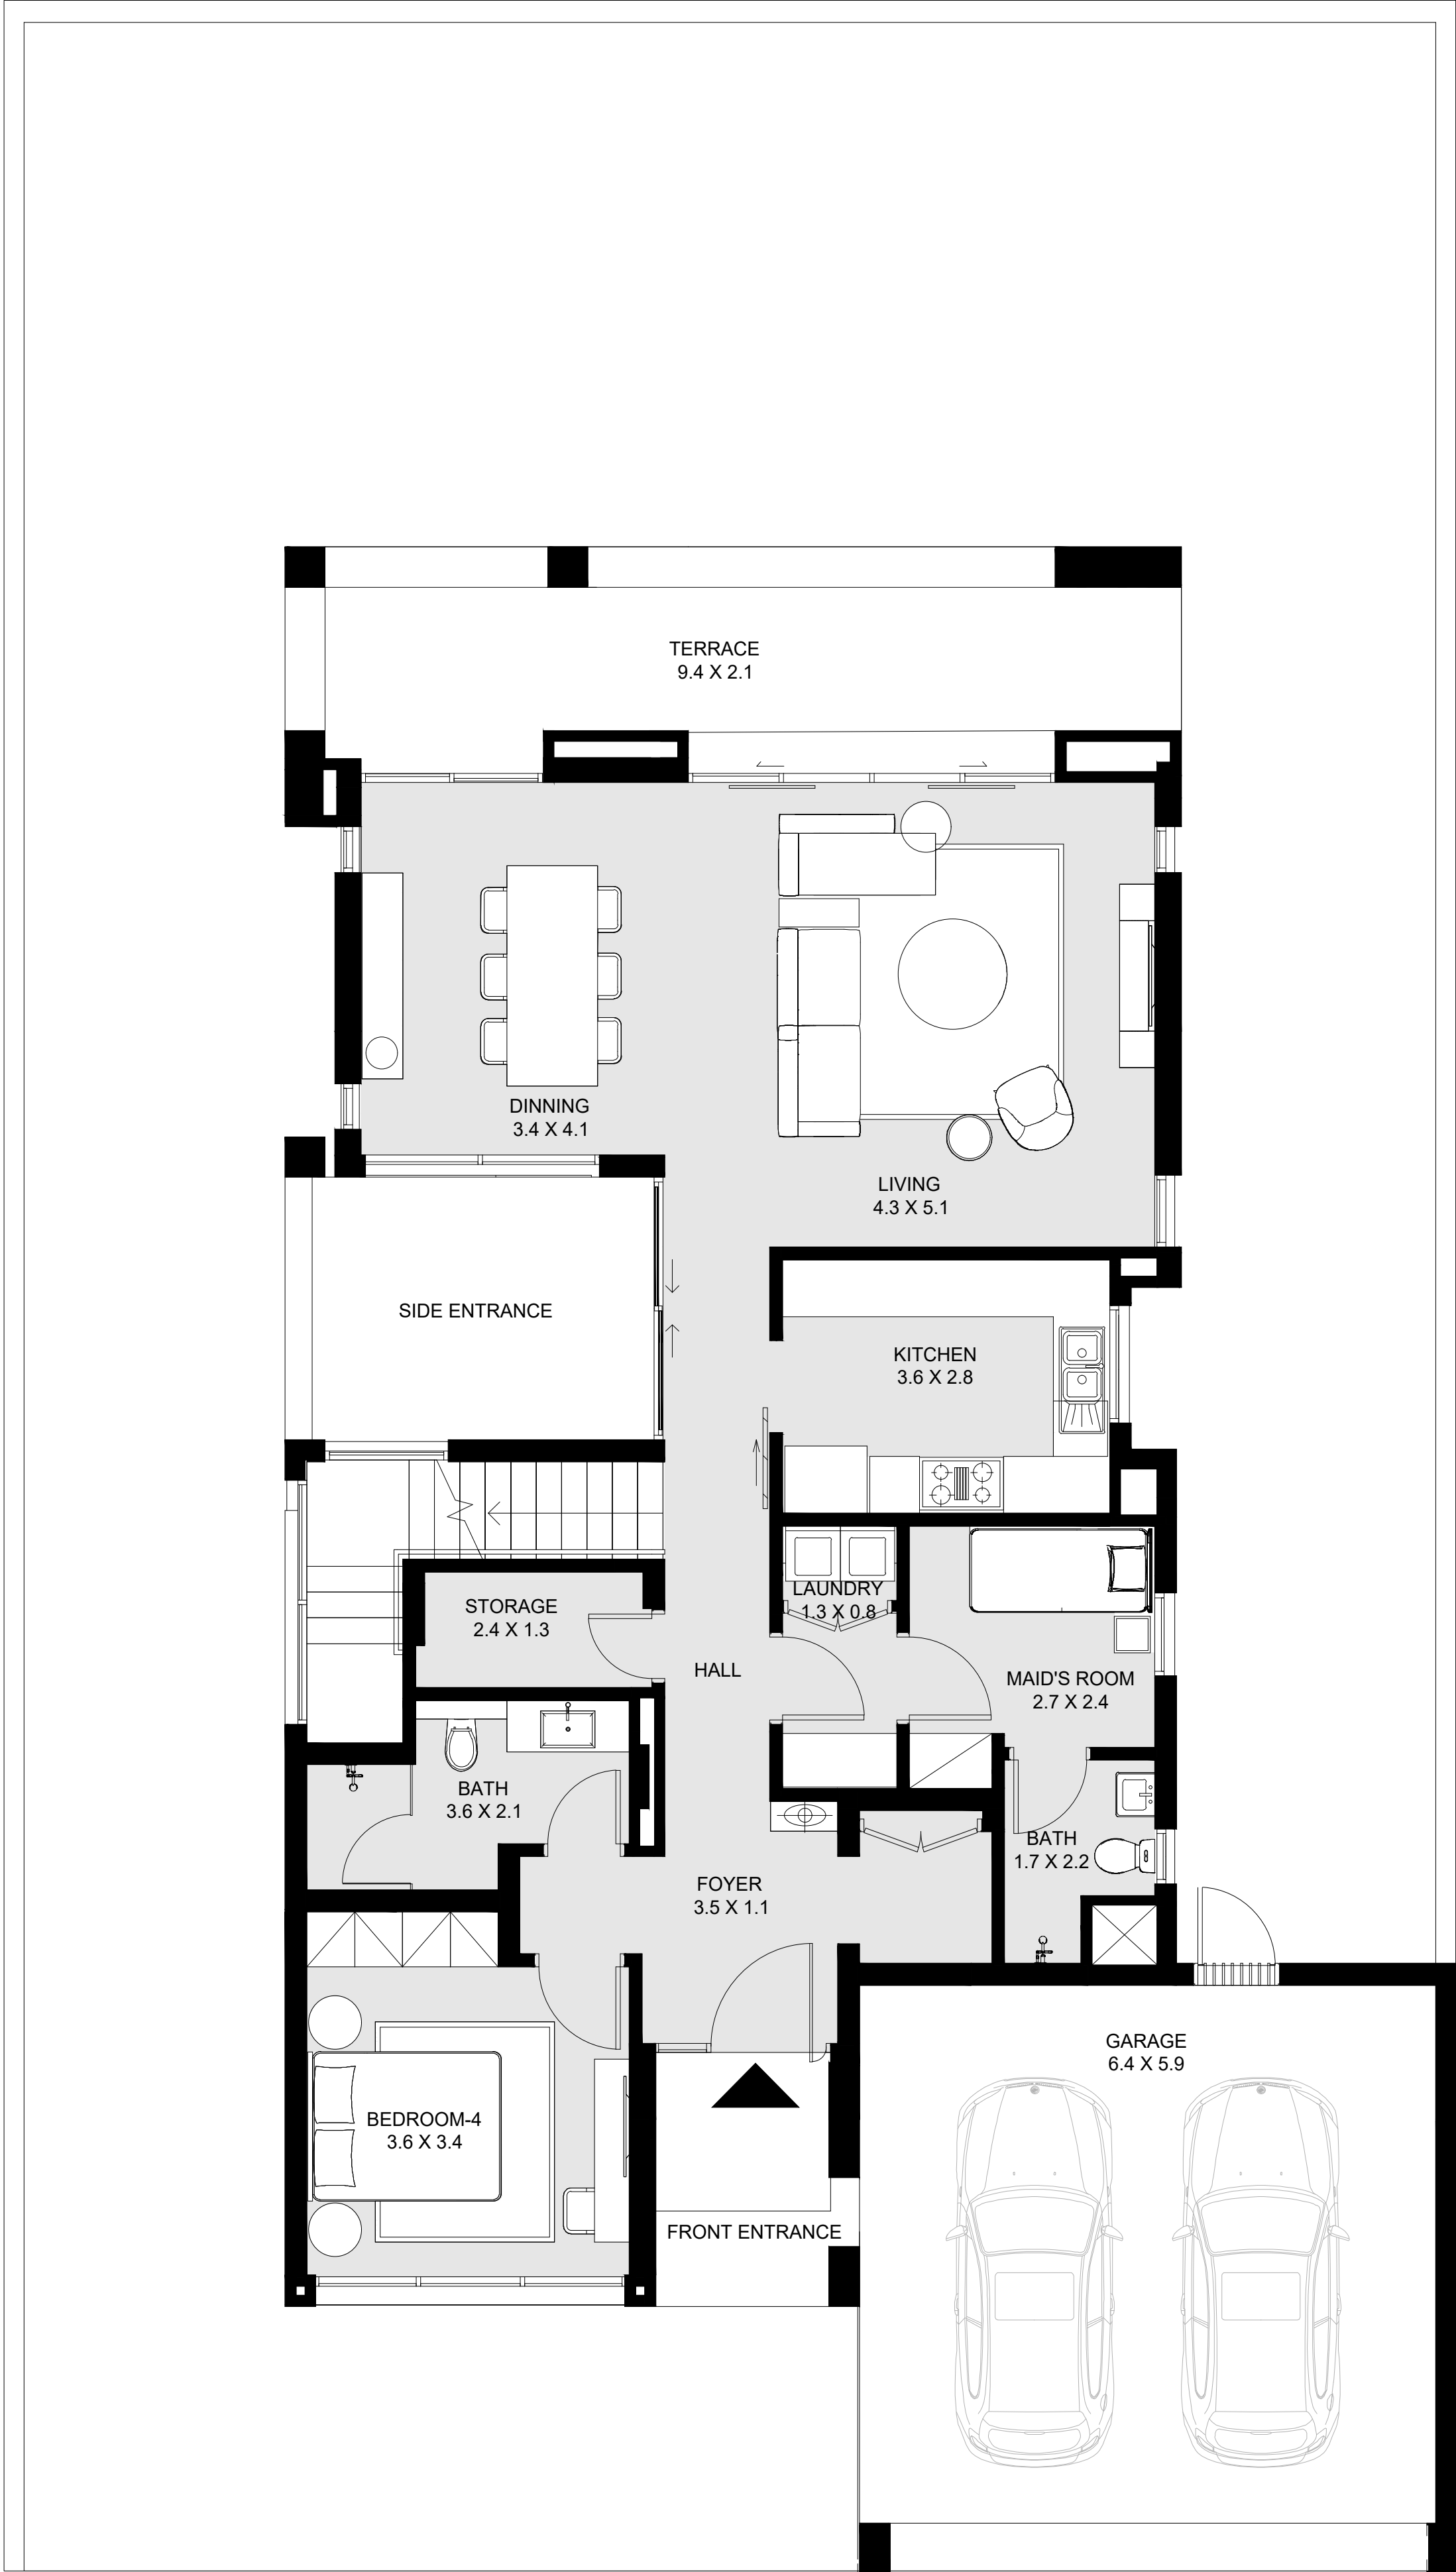 TERRACE
9.4 X 2.1
DINNING
3.4 X 4.1
LIVING
4.3 X 5.1
SIDE ENTRANCE
KITCHEN
3.6 X 2.8
LAUNDRY
1.3 X 0.8
STORAGE
2.4 X 1.3
HALL
MAID'S ROOM
2.7 X 2.4
BATH
3.6 X 2.1
BATH
1.7 X 2.2
FOYER
3.5 X 1.1
GARAGE
6.4 X 5.9
BEDROOM-4
3.6 X 3.4
FRONT ENTRANCE